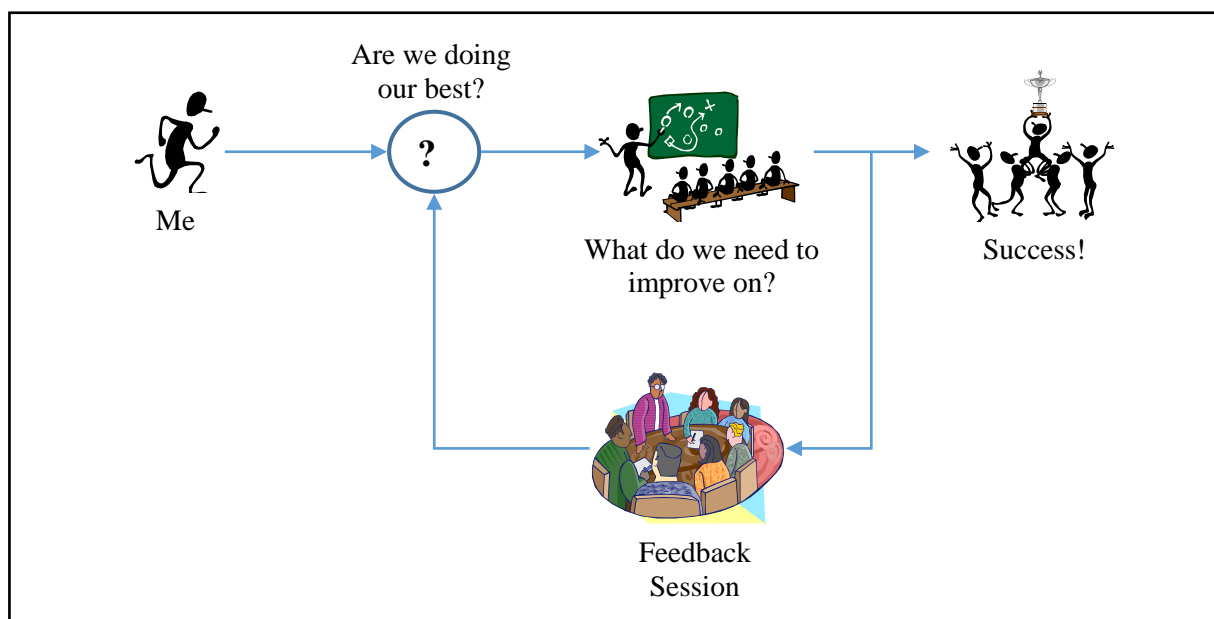 Are we doing
our best?
?
Me
What do we need to
improve on?
Success!
Feedback
Session